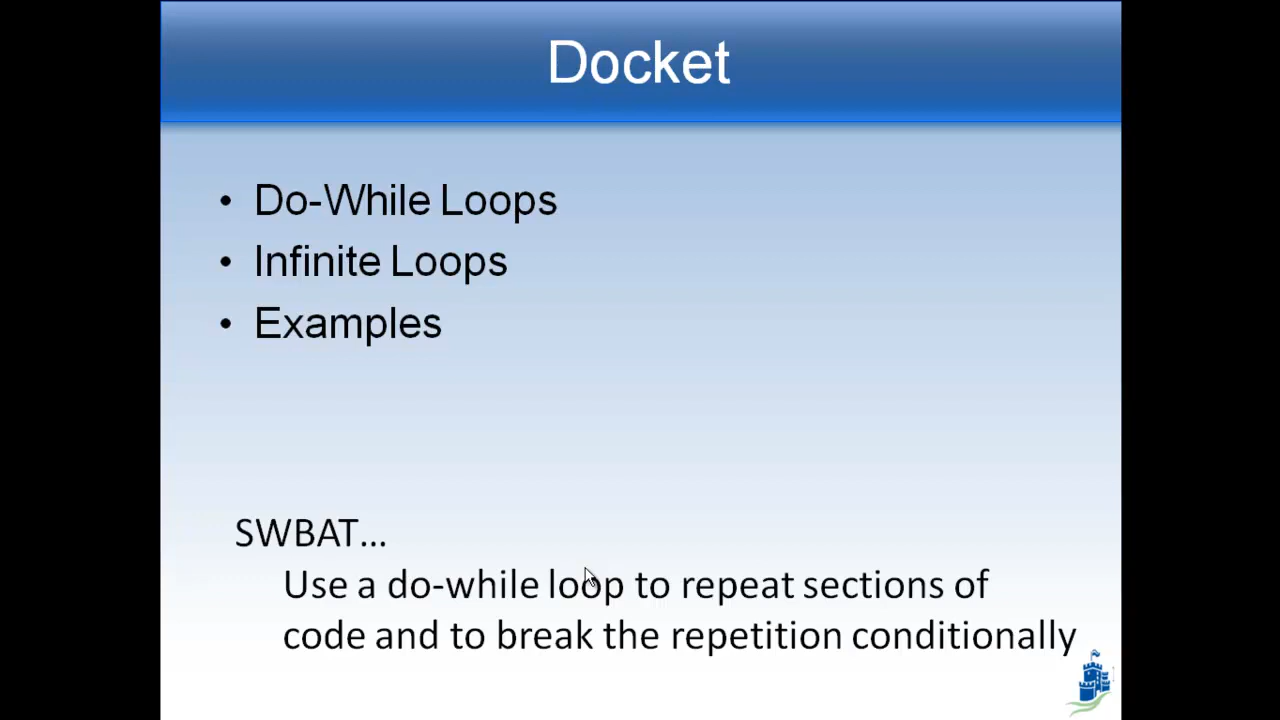 Docket
• Do-While Loops
• Infinite Loops
• Examples
SWBAT...
Use a do-while loop to repeat sections of
code and to break the repetition conditionally